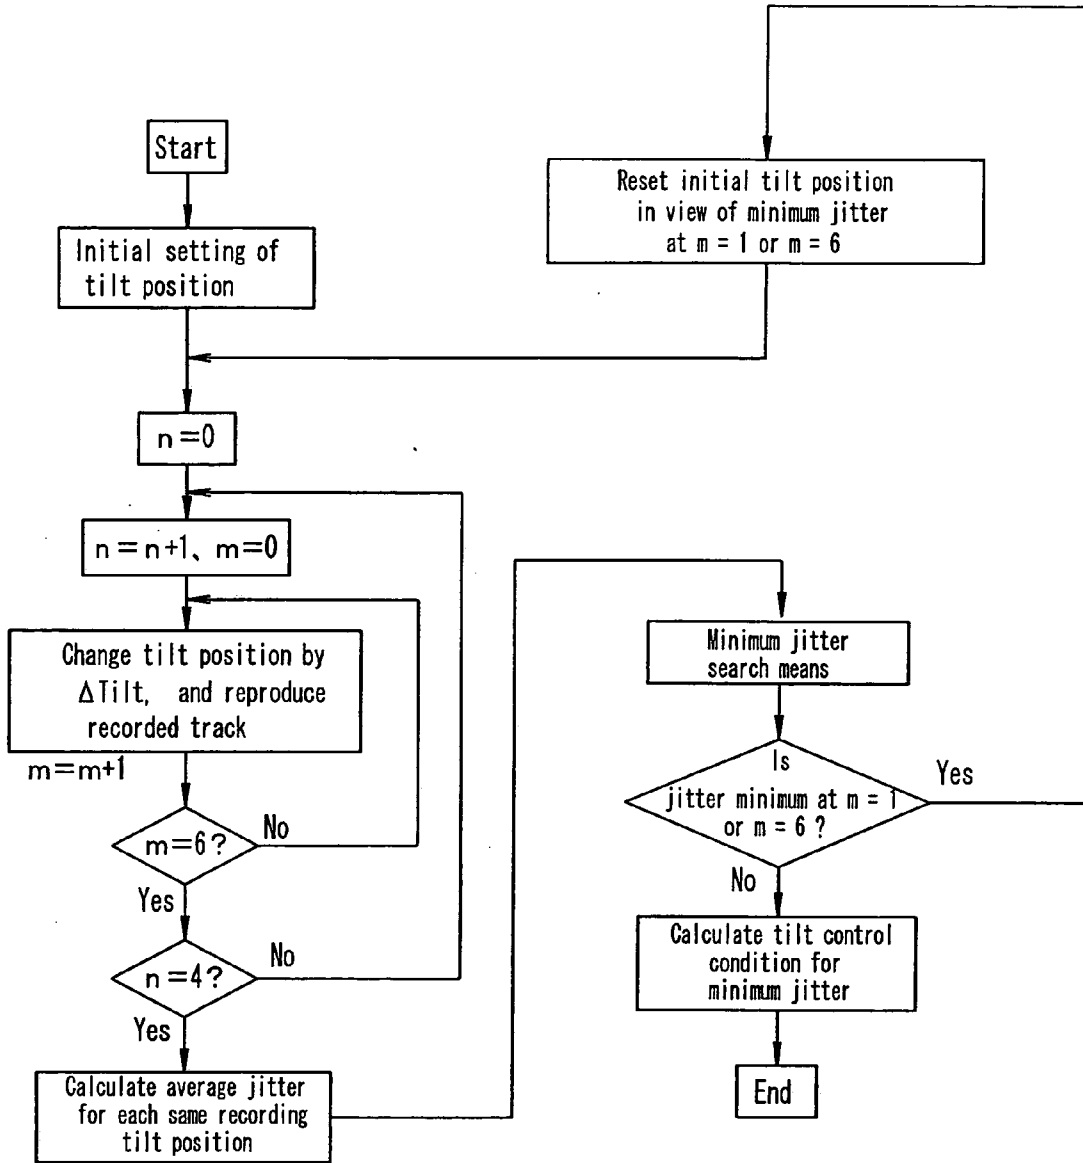 Start
Initial setting of
tilt position
Reset initial tilt position
in view of minimum jitter
at m = 1 or m = 6
n=0
n=n+1、m=0
Change tilt position by
ΔTilt, and reproduce
recorded track
m=m+1
m=6?
No
Yes
n=4?
No
Yes
Calculate average jitter
for each same recording
tilt position
Minimum jitter
search means
Is
jitter minimum at m = 1
or m = 6 ?
Yes
No
Calculate tilt control
condition for
minimum jitter
End